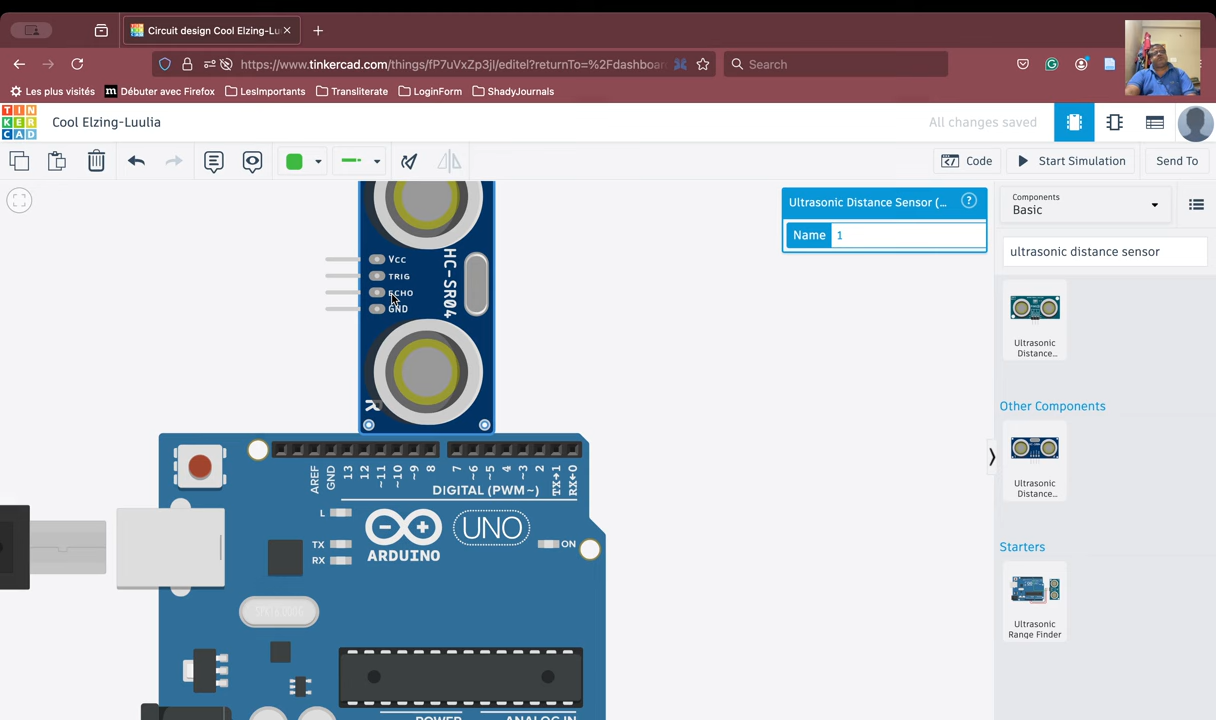 Circuit design Cool Elzing-Lu
https://www.tinkercad.com/things/fP7uVxZp3jl/editel?returnTo=%2Fdashboar
Search
Les plus visités
Débuter avec Firefox
LesImportants
Transliterate
LoginForm
ShadyJournals
TIN
KER
CAD
Cool Elzing-Luulia
All changes saved
Code
Start Simulation
Send To
Ultrasonic Distance Sensor (...
Name 1
Components
Basic
ultrasonic distance sensor
Ultrasonic
Distance...
Other Components
Ultrasonic
Distance...
Starters
Ultrasonic
Range Finder
VCC
TRIG
ECHO
GND
HC-SR04
R
AREF
GND
13
12
~11
~10
~9
8
7
~6
~5
4
~3
2
TX→1
RX←0
DIGITAL (PWM~)
L
TX
RX
UNO
ARDUINO
ON
POWER
ANALOG IN